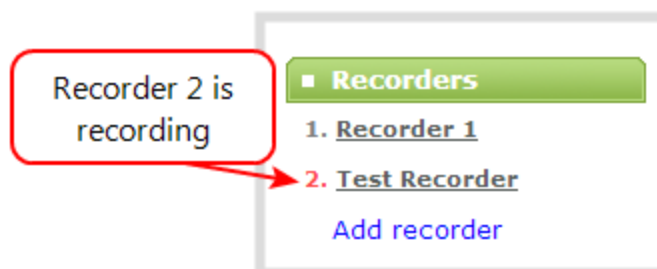 Recorder 2 is
recording
Recorders
1. Recorder 1
2. Test Recorder
Add recorder